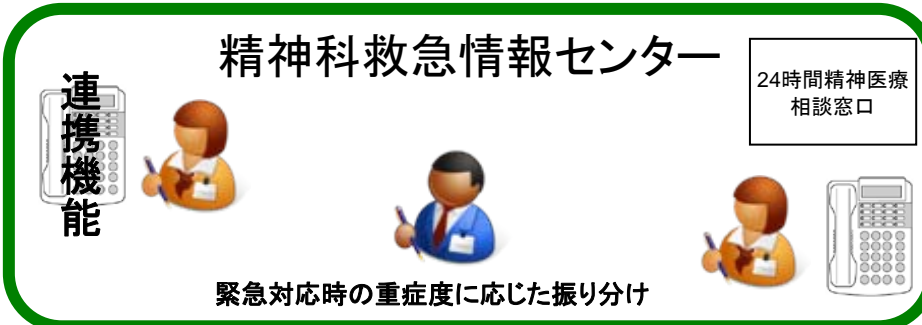 精神科救急情報センター
24時間精神医療
相談窓口
連携機能
緊急対応時の重症度に応じた振り分け